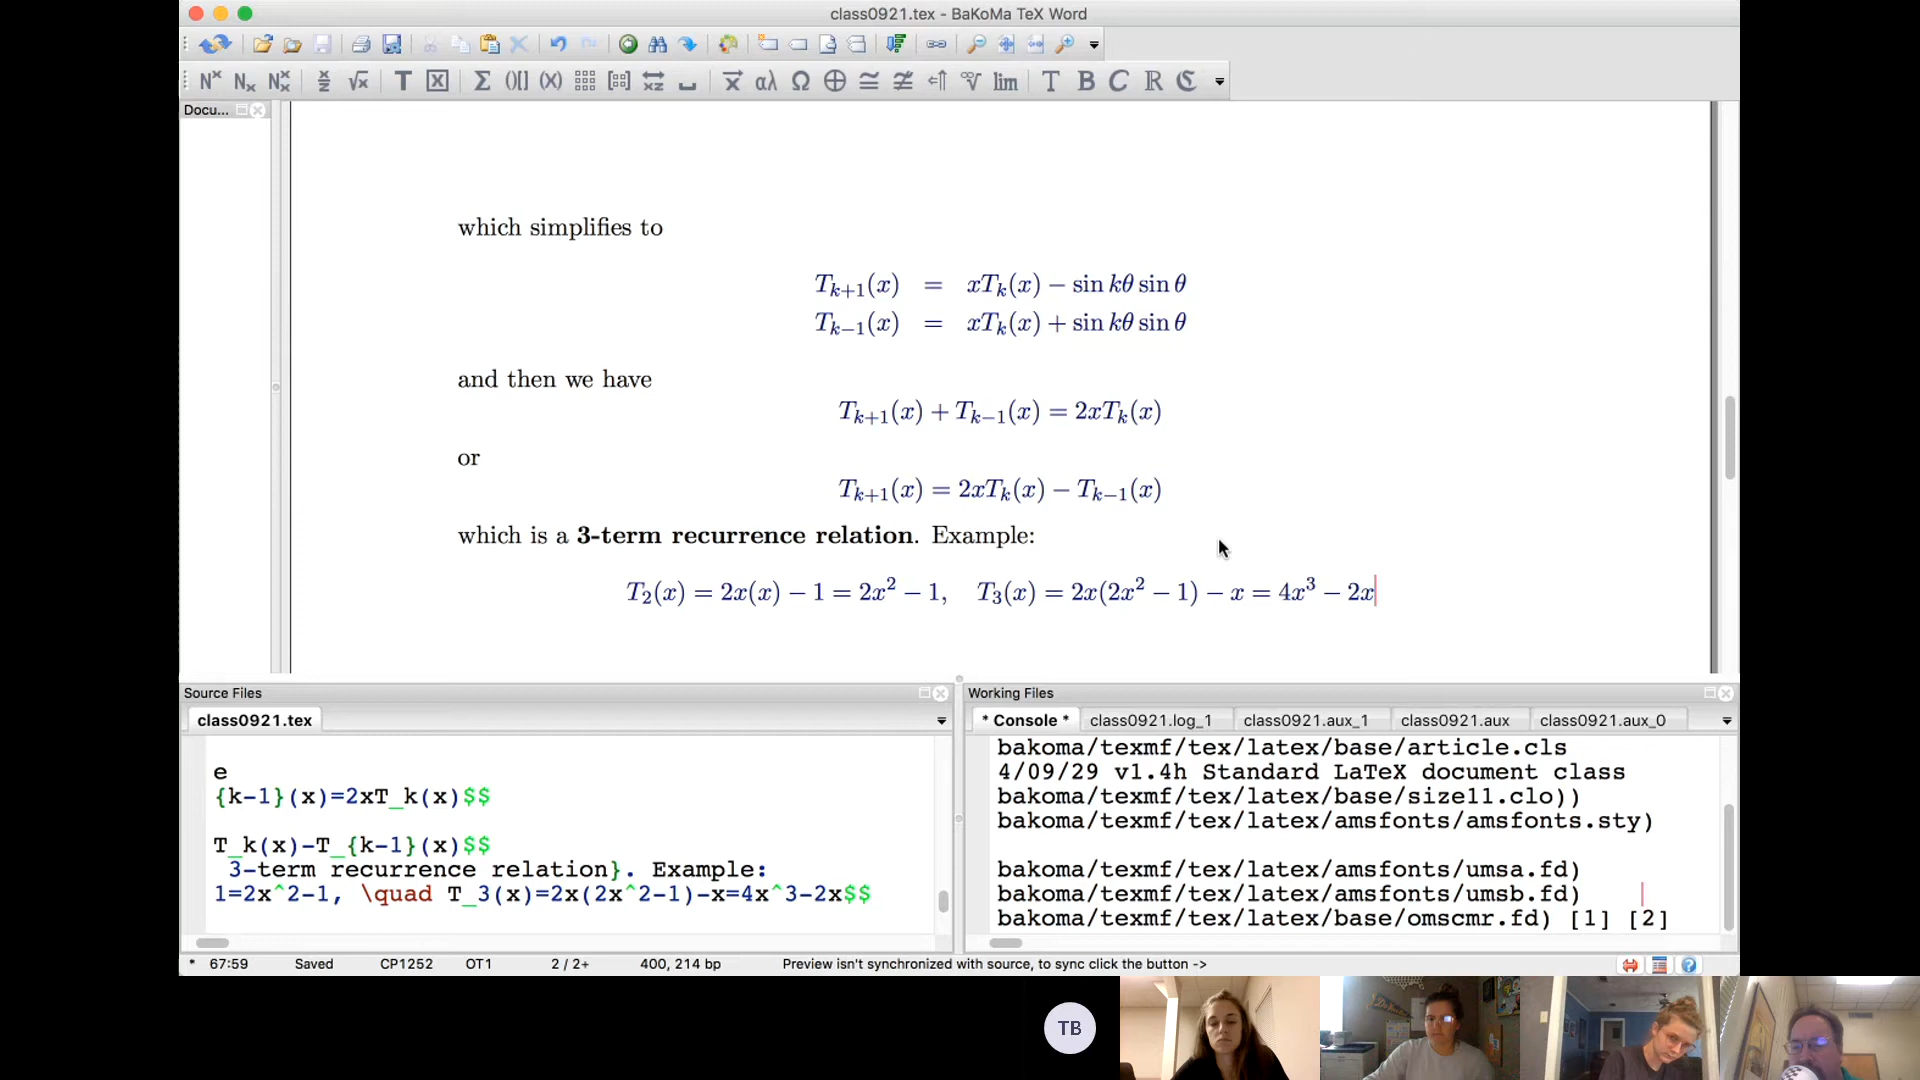 class0921.tex - BaKoMa TeX Word
Docu...
which simplifies to
T_{k+1}(x) = xT_k(x) − sin kθ sin θ
T_{k−1}(x) = xT_k(x) + sin kθ sin θ
and then we have
T_{k+1}(x) + T_{k−1}(x) = 2xT_k(x)
or
T_{k+1}(x) = 2xT_k(x) − T_{k−1}(x)
which is a 3-term recurrence relation. Example:
T_2(x) = 2x(x) − 1 = 2x^2 − 1, T_3(x) = 2x(2x^2 − 1) − x = 4x^3 − 2x
Source Files
class0921.tex
e
{k-1}(x)=2xT_k(x)$$
T_k(x)-T_{k-1}(x)$$
3-term recurrence relation}. Example:
1=2x^2-1, \quad T_3(x)=2x(2x^2-1)-x=4x^3-2x$$
Working Files
* Console * class0921.log_1 class0921.aux_1 class0921.aux class0921.aux_0
bakoma/texmf/tex/latex/base/article.cls
4/09/29 v1.4h Standard LaTeX document class
bakoma/texmf/tex/latex/base/size11.clo))
bakoma/texmf/tex/latex/amsfonts/amsfonts.sty)
bakoma/texmf/tex/latex/amsfonts/umsa.fd)
bakoma/texmf/tex/latex/amsfonts/umsb.fd)
bakoma/texmf/tex/latex/base/omscmr.fd) [1] [2]
* 67:59 Saved CP1252 OT1 2 / 2+ 400, 214 bp Preview isn't synchronized with source, to sync click the button ->
TB